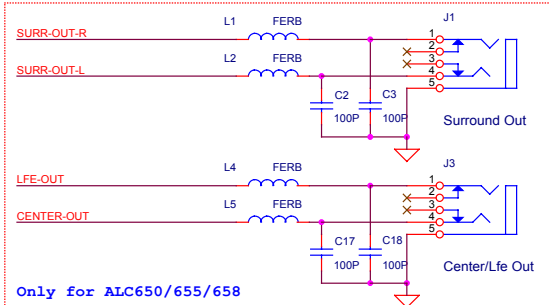 L1 FERB J1
SURR-OUT-R 1
2
L2 FERB 3
SURR-OUT-L 4
5
C2 C3
100P 100P Surround Out
L4 FERB J3
LFE-OUT 1
2
L5 FERB 3
CENTER-OUT 4
5
C17 C18
100P 100P Center/Lfe Out
Only for ALC650/655/658